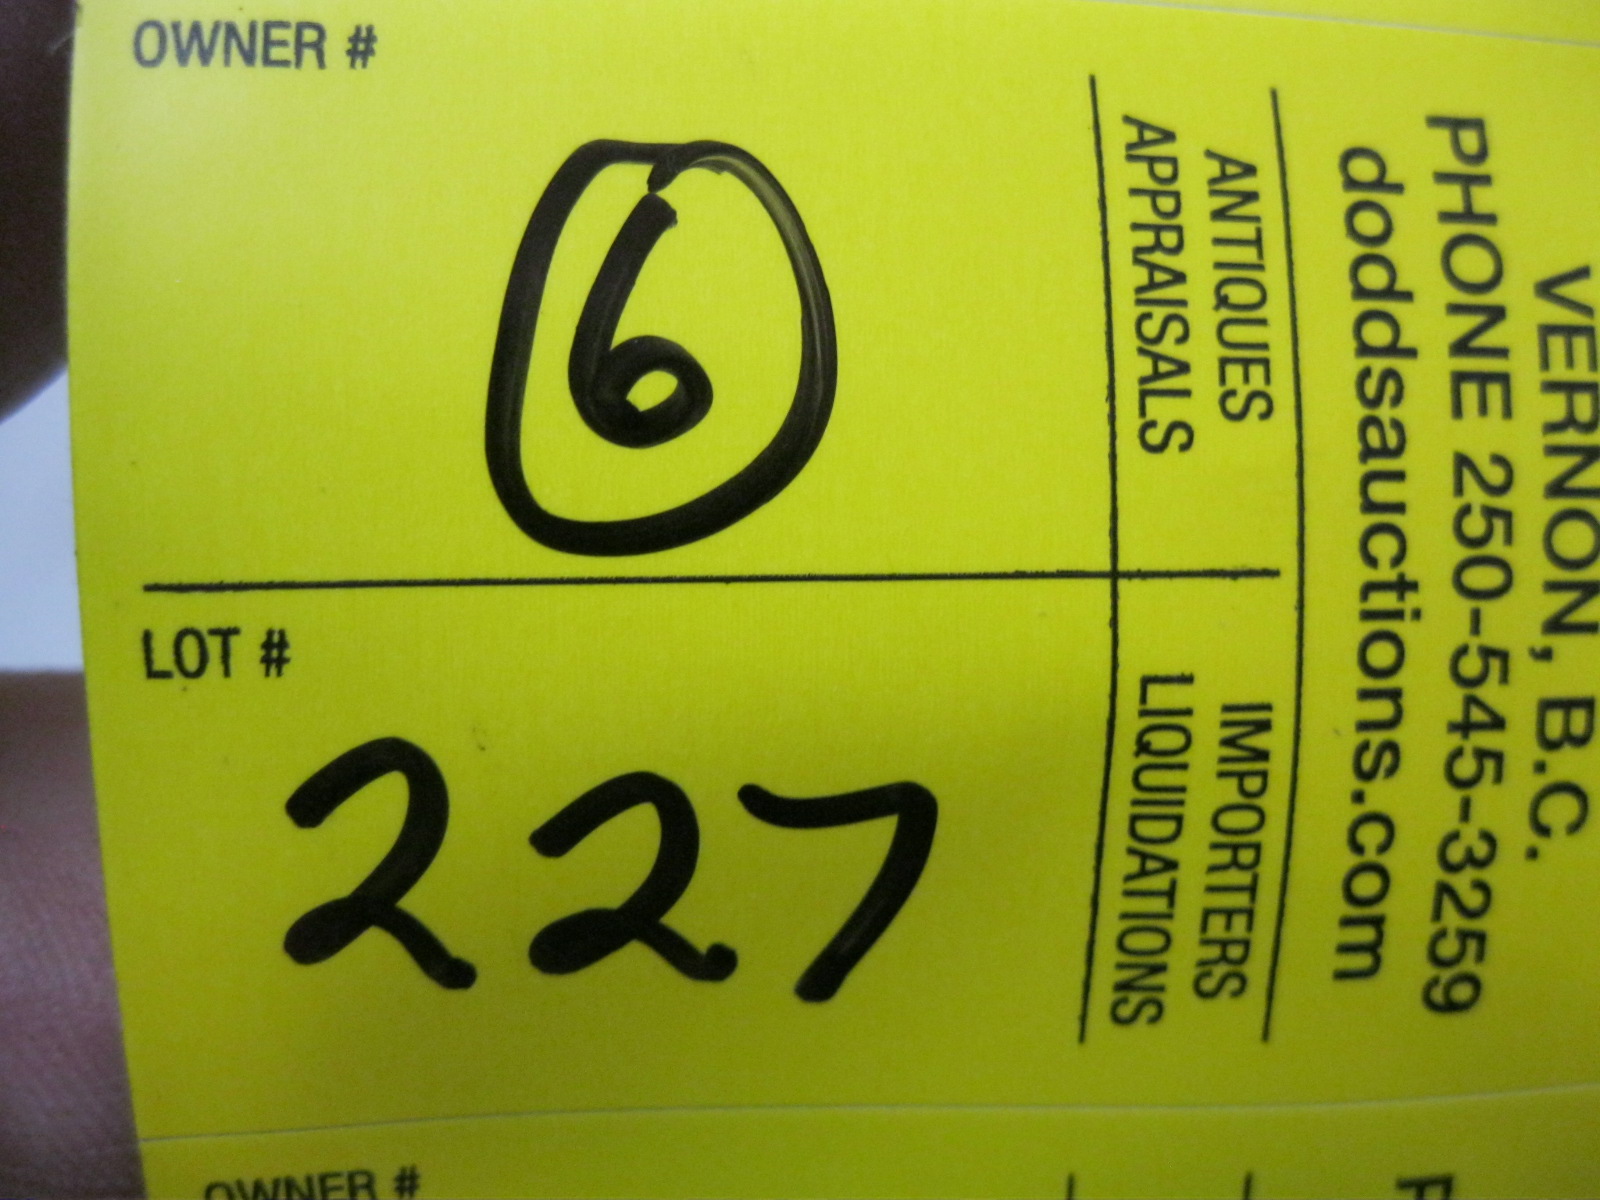 OWNER #
6
LOT #
227
VERNON, B.C.
PHONE 250-545-3259
doddsauctions.com
ANTIQUES
APPRAISALS
IMPORTERS
LIQUIDATIONS
OWNER #